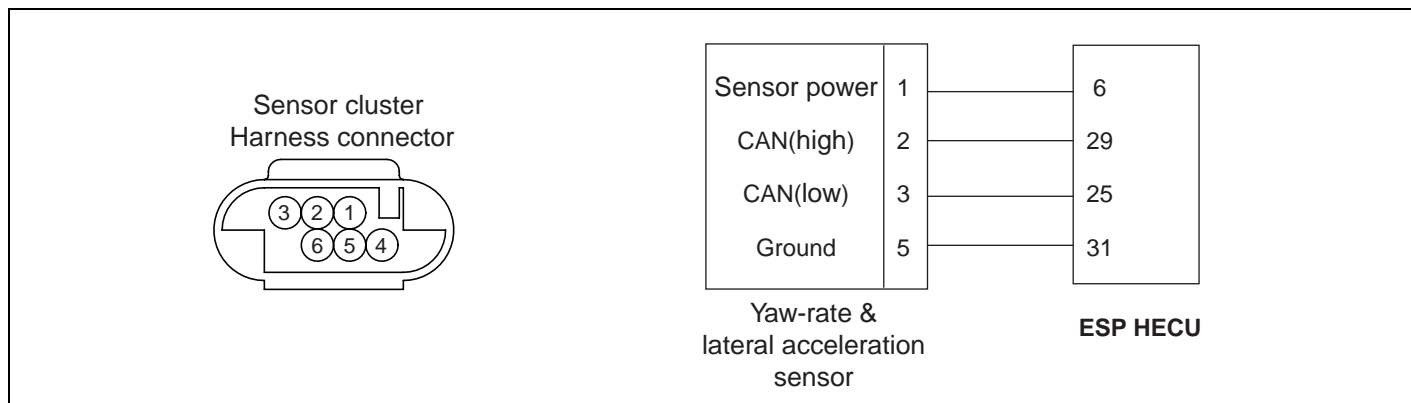 Sensor cluster
Harness connector
3 2 1
6 5 4
Sensor power 1 6
CAN(high) 2 29
CAN(low) 3 25
Ground 5 31
Yaw-rate &
lateral acceleration
sensor
ESP HECU